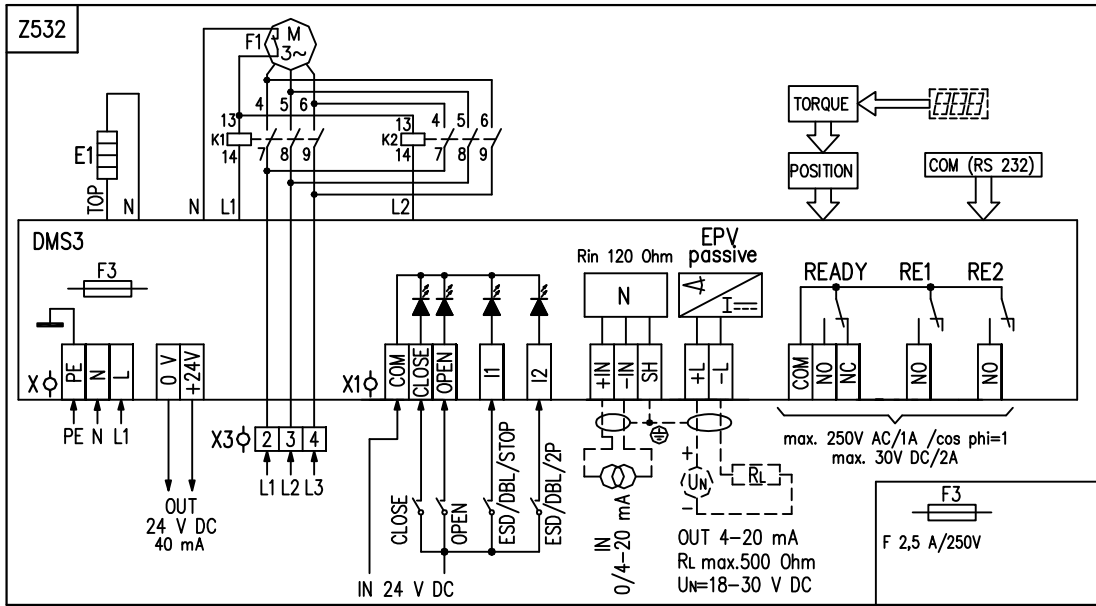 Z532
F1
M
3~
4 5 6
4 5 6
13
K1
14
7 8 9
13
K2
14
7 8 9
E1
TOP
N
N
L1
L2
TORQUE
POSITION
COM (RS 232)
DMS3
F3
Rin 120 Ohm
N
EPV
passive
I
READY
RE1
RE2
X
PE
N
L
0 V
+24V
X1
COM
CLOSE
OPEN
I1
I2
+IN
-IN
SH
+L
-L
COM
NO
NC
NO
NO
PE N L1
X3
2 3 4
L1 L2 L3
OUT
24 V DC
40 mA
CLOSE
OPEN
ESD/DBL/STOP
ESD/DBL/2P
IN 24 V DC
IN
0/4-20 mA
+
UN
-
RL
OUT 4-20 mA
RL max.500 Ohm
UN=18-30 V DC
max. 250V AC/1A /cos phi=1
max. 30V DC/2A
F3
F 2,5 A/250V